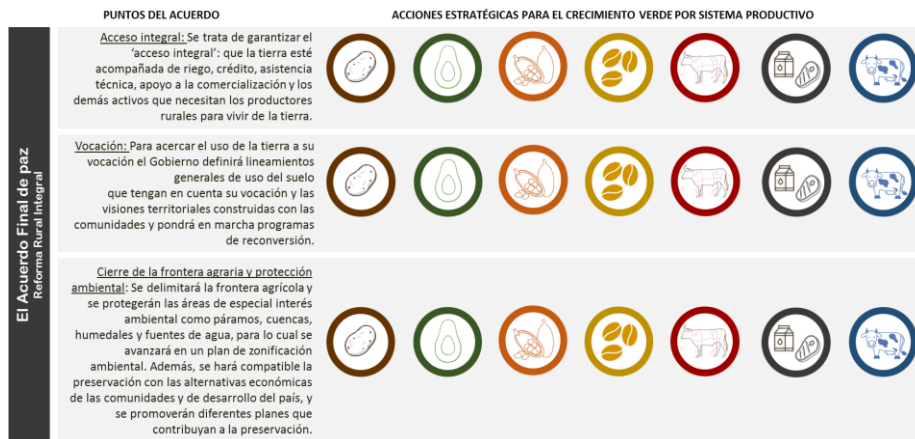 PUNTOS DEL ACUERDO
ACCIONES ESTRATÉGICAS PARA EL CRECIMIENTO VERDE POR SISTEMA PRODUCTIVO
El Acuerdo Final de paz
Reforma Rural Integral
Acceso integral: Se trata de garantizar el
‘acceso integral’: que la tierra esté
acompañada de riego, crédito, asistencia
técnica, apoyo a la comercialización y los
demás activos que necesitan los productores
rurales para vivir de la tierra.
Vocación: Para acercar el uso de la tierra a su
vocación el Gobierno definirá lineamientos
generales de uso del suelo
que tengan en cuenta su vocación y las
visiones territoriales construidas con las
comunidades y pondrá en marcha programas
de reconversión.
Cierre de la frontera agraria y protección
ambiental: Se delimitará la frontera agrícola y
se protegerán las áreas de especial interés
ambiental como páramos, cuencas,
humedales y fuentes de agua, para lo cual se
avanzará en un plan de zonificación
ambiental. Además, se hará compatible la
preservación con las alternativas económicas
de las comunidades y de desarrollo del país, y
se promoverán diferentes planes que
contribuyan a la preservación.